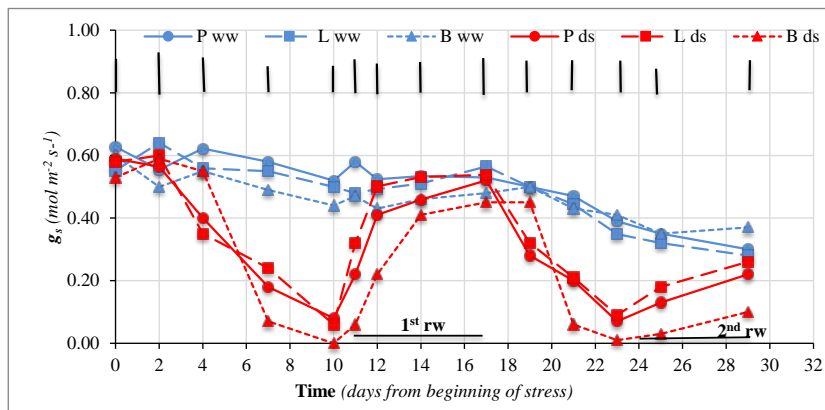 1.00
P ww L ww B ww P ds L ds B ds
0.80
0.60
0.40
0.20
0.00
gs (mol m-2 s-1)
1st rw
2nd rw
0 2 4 6 8 10 12 14 16 18 20 22 24 26 28 30 32
Time (days from beginning of stress)